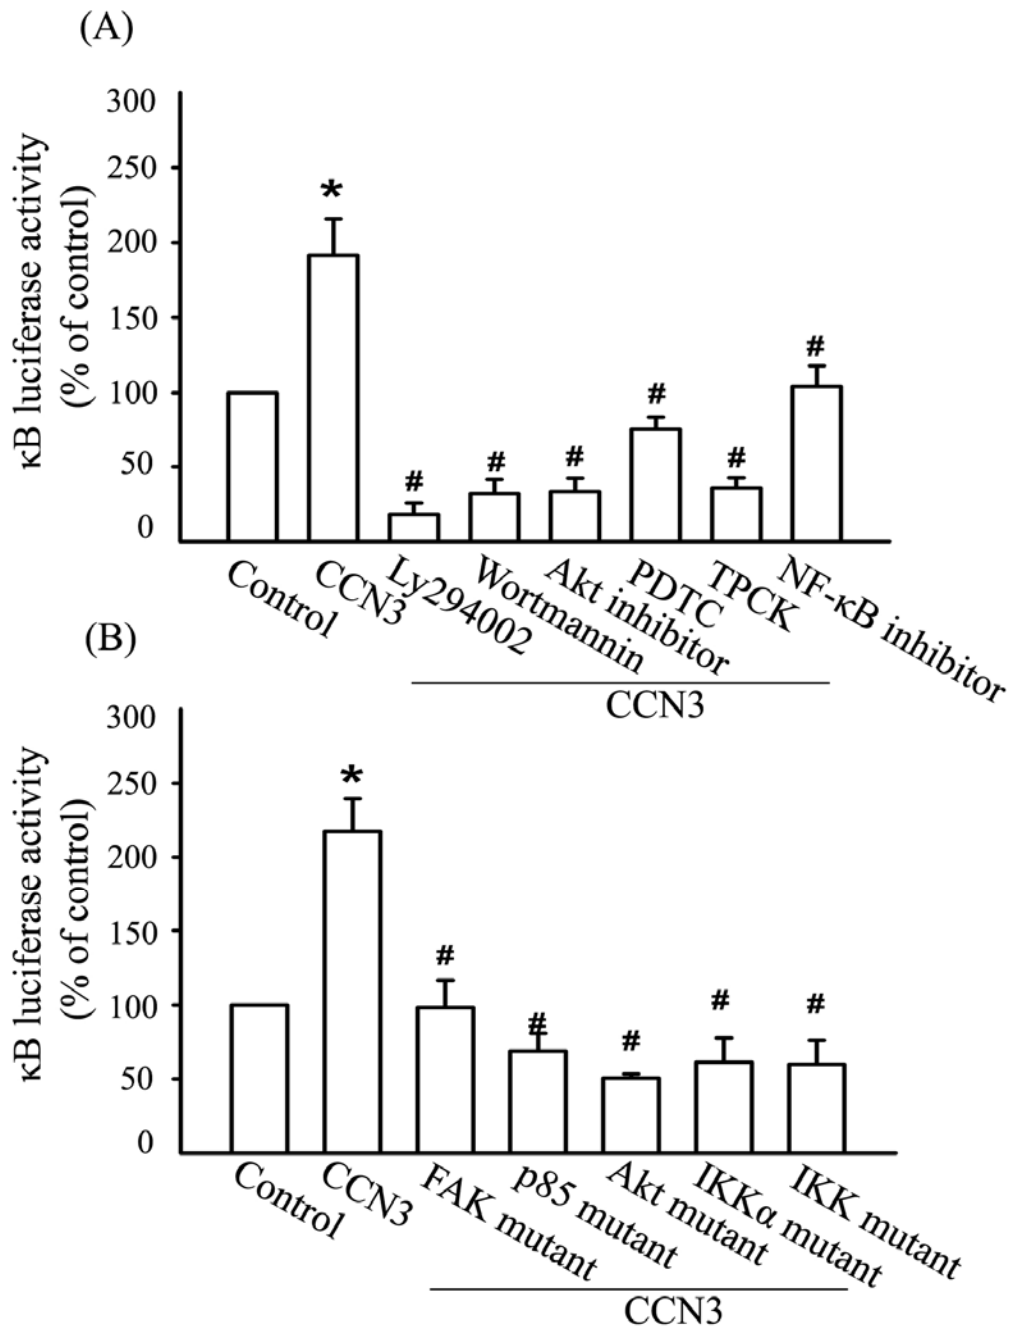 (A)
κB luciferase activity
(% of control)
300
250
200
150
100
50
0
*
#
#
#
#
#
#
Control
CCN3
Ly294002
Wortmannin
Akt inhibitor
PDTC
TPCK
NF-κB inhibitor
CCN3
(B)
κB luciferase activity
(% of control)
300
250
200
150
100
50
0
*
#
#
#
#
#
Control
CCN3
FAK mutant
p85 mutant
Akt mutant
IKKα mutant
IKK mutant
CCN3